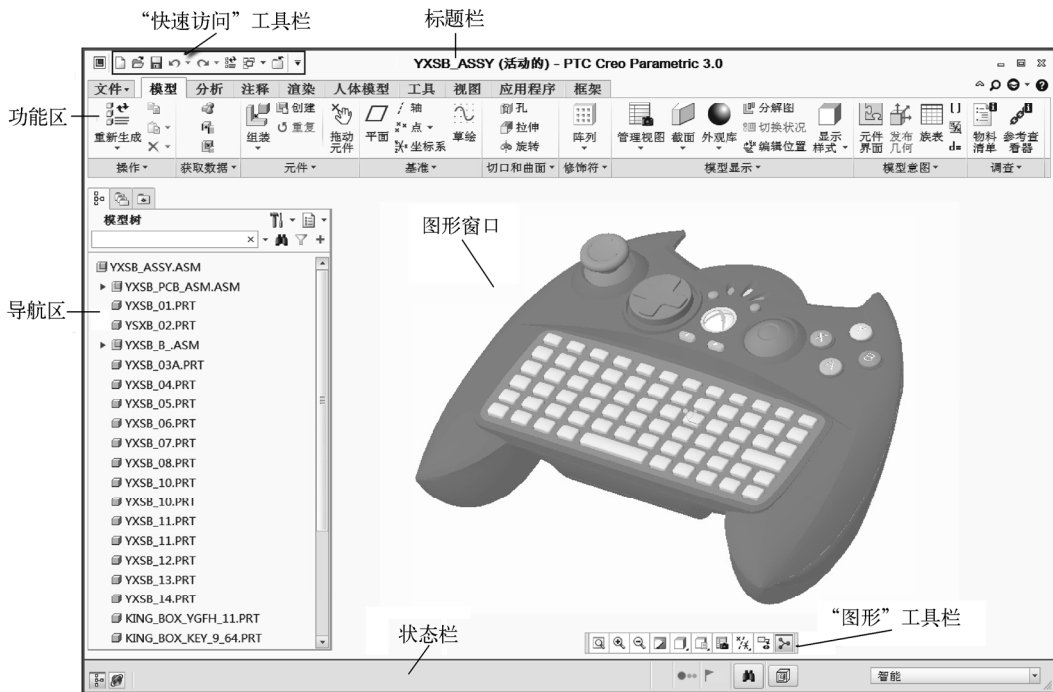 “快速访问”工具栏
标题栏
YXSB_ASSY (活动的) - PTC Creo Parametric 3.0
文件 模型 分析 注释 渲染 人体模型 工具 视图 应用程序 框架
功能区
重新生成
组装
创建
重复
拖动
元件
平面
轴
点
坐标系
草绘
孔
拉伸
旋转
阵列
管理视图
截面
外观库
分解图
切换状况
编辑位置
显示
样式
元件
界面
发布
几何
族表
d=
物料
清单
参考查
看器
操作 获取数据 元件 基准 切口和曲面 修饰符 模型显示 模型意图 调查
模型树
图形窗口
导航区
YXSB_ASSY.ASM
YXSB_PCB_ASM.ASM
YXSB_01.PRT
YSXB_02.PRT
YXSB_B_.ASM
YXSB_03A.PRT
YXSB_04.PRT
YXSB_05.PRT
YXSB_06.PRT
YXSB_07.PRT
YXSB_08.PRT
YXSB_10.PRT
YXSB_10.PRT
YXSB_11.PRT
YXSB_11.PRT
YXSB_12.PRT
YXSB_13.PRT
YXSB_14.PRT
KING_BOX_YGFH_11.PRT
KING_BOX_KEY_9_64.PRT
状态栏
“图形”工具栏
智能